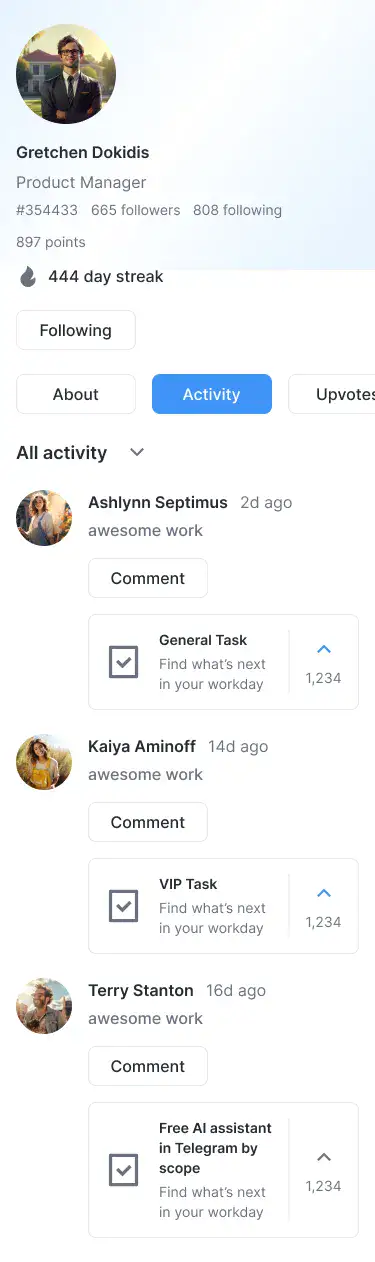 Gretchen Dokidis
Product Manager
#354433 665 followers 808 following
897 points
444 day streak
Following
About Activity Upvotes
All activity
Ashlynn Septimus 2d ago
awesome work
Comment
General Task
Find what’s next
in your workday
1,234
Kaiya Aminoff 14d ago
awesome work
Comment
VIP Task
Find what’s next
in your workday
1,234
Terry Stanton 16d ago
awesome work
Comment
Free AI assistant
in Telegram by
scope
Find what’s next
in your workday
1,234